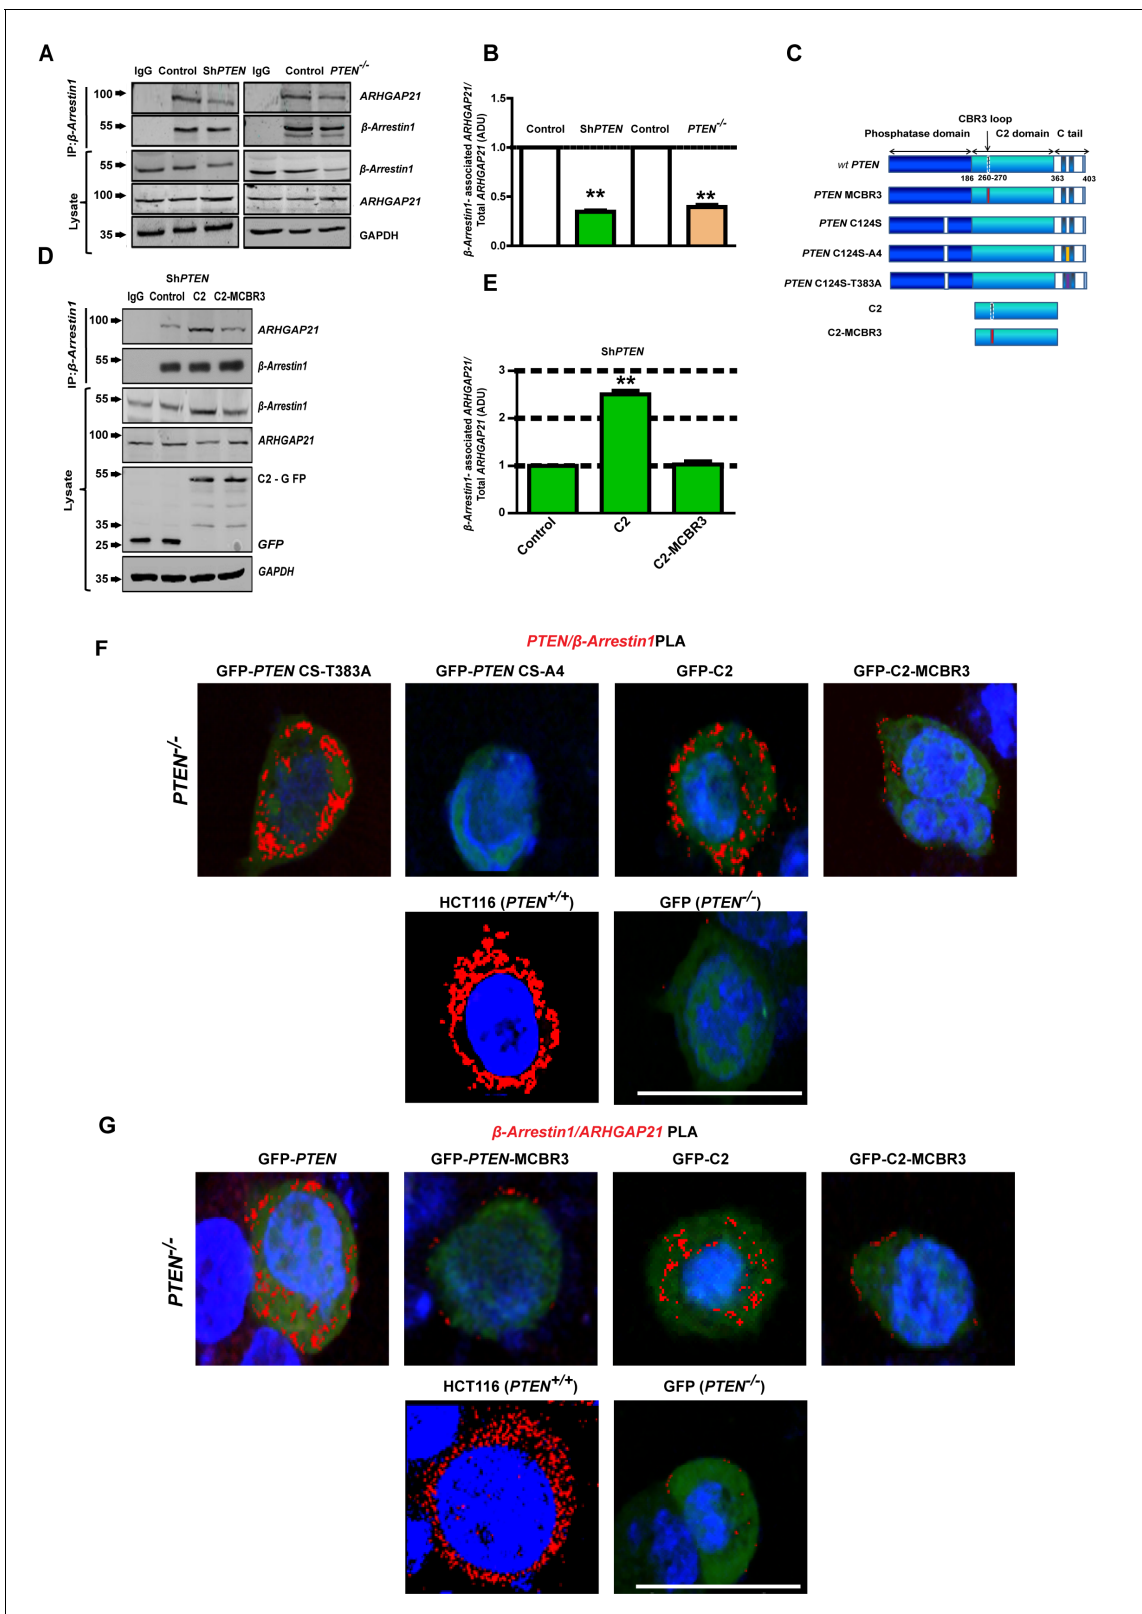 A
IgG Control ShPTEN IgG Control PTEN-/-
IP:β-Arrestin1
100
ARHGAP21
55
β-Arrestin1
Lysate
55
β-Arrestin1
100
ARHGAP21
35
GAPDH
B
β-Arrestin1- associated ARHGAP21/
Total ARHGAP21 (ADU)
1.5
1.0
0.5
0.0
Control ShPTEN Control PTEN-/-
** **
C
CBR3 loop
Phosphatase domain C2 domain C tail
wt PTEN
186 260-270 363 403
PTEN MCBR3
PTEN C124S
PTEN C124S-A4
PTEN C124S-T383A
C2
C2-MCBR3
D
ShPTEN
IgG Control C2 C2-MCBR3
IP:β-Arrestin1
100
ARHGAP21
55
β-Arrestin1
Lysate
55
β-Arrestin1
100
ARHGAP21
55
C2 - G FP
35
25
GFP
35
GAPDH
E
ShPTEN
β-Arrestin1- associated ARHGAP21/
Total ARHGAP21 (ADU)
3
2
1
0
**
Control
C2
C2-MCBR3
F
PTEN/β-Arrestin1PLA
GFP-PTEN CS-T383A GFP-PTEN CS-A4 GFP-C2 GFP-C2-MCBR3
PTEN-/-
HCT116 (PTEN+/+) GFP (PTEN-/-)
G
β-Arrestin1/ARHGAP21 PLA
GFP-PTEN GFP-PTEN-MCBR3 GFP-C2 GFP-C2-MCBR3
PTEN-/-
HCT116 (PTEN+/+) GFP (PTEN-/-)